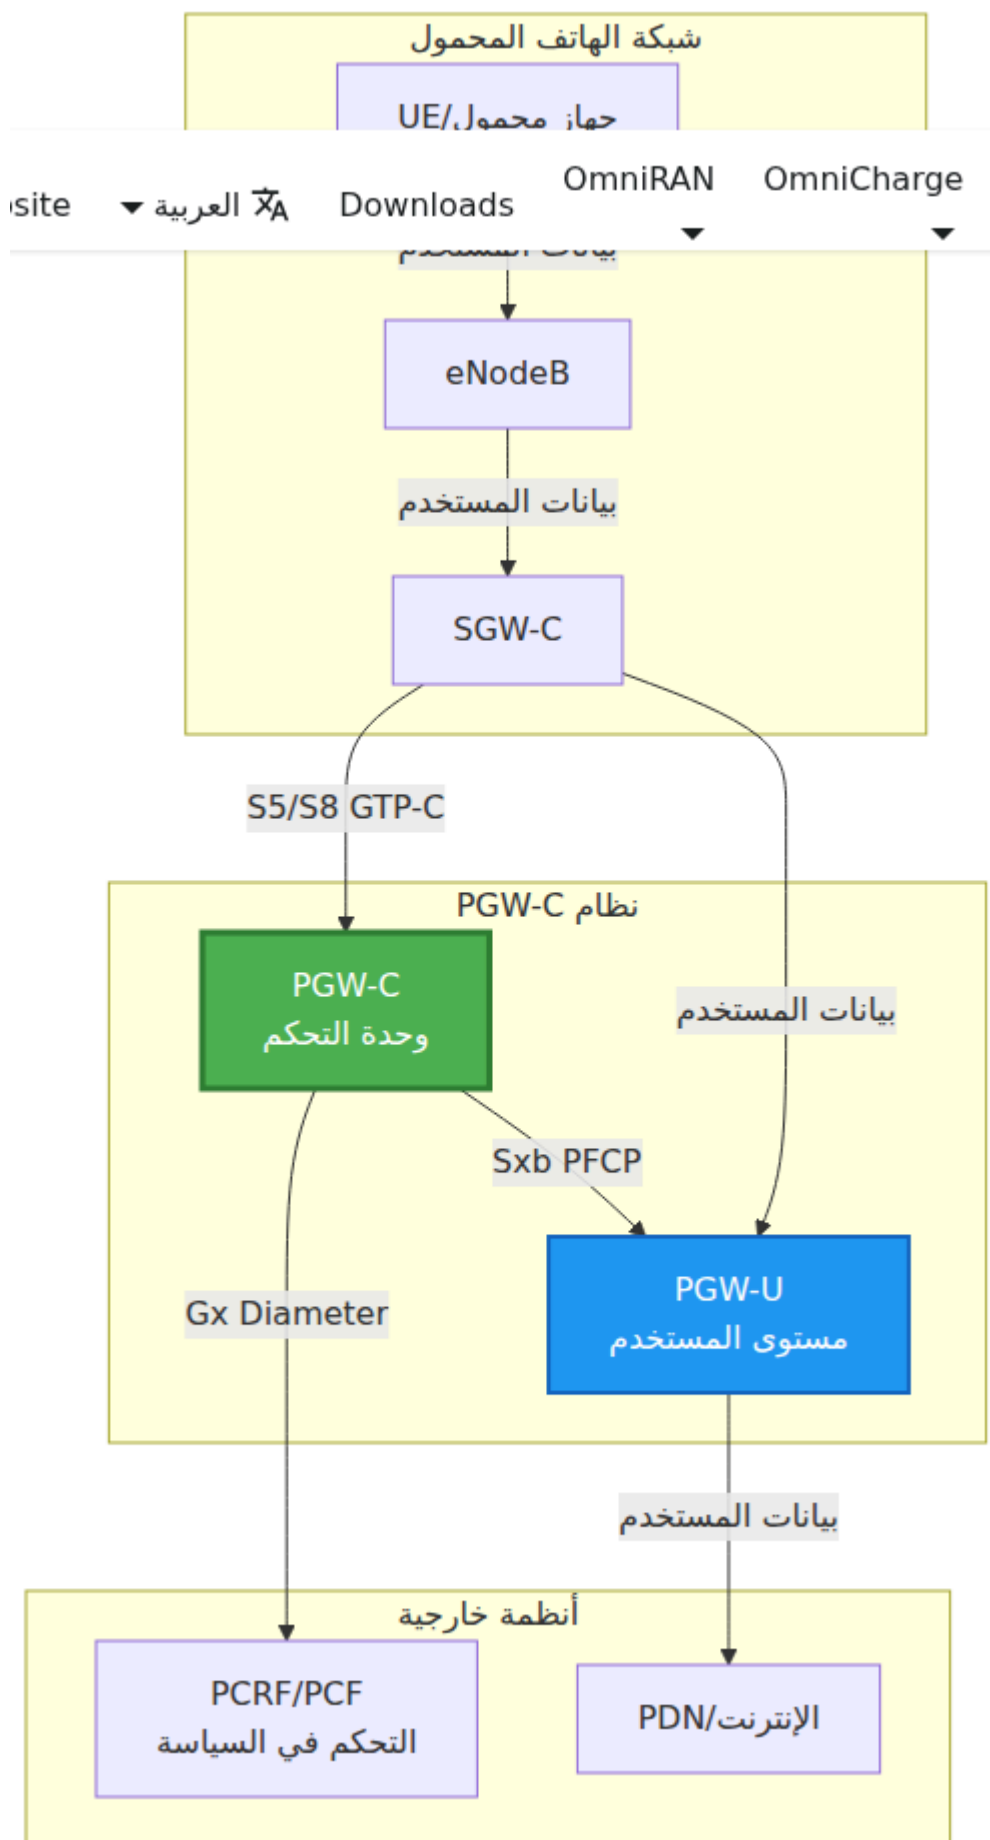 شبكة الهاتف المحمول
جهاز محمول/UE
OmniRAN
OmniCharge
العربية
Downloads
بيانات المستخدم
eNodeB
بيانات المستخدم
SGW-C
S5/S8 GTP-C
نظام PGW-C
PGW-C
وحدة التحكم
بيانات المستخدم
Sxb PFCP
PGW-U
مستوى المستخدم
Gx Diameter
بيانات المستخدم
أنظمة خارجية
PCRF/PCF
التحكم في السياسة
الإنترنت/PDN